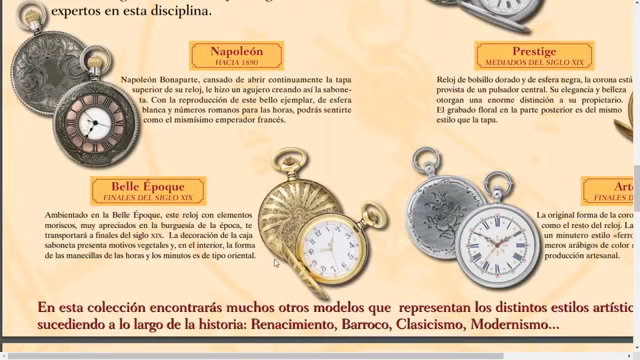 expertos en esta disciplina.
Napoleón
HACIA 1890
Napoleón Bonaparte, cansado de abrir continuamente la tapa
superior de su reloj, le hizo un agujero creando así la sabone-
ta. Con la reproducción de este bello ejemplar, de esfera
blanca y números romanos para las horas, podrás sentirte
como el mismísimo emperador francés.
Prestige
MEDIADOS DEL SIGLO XIX
Reloj de bolsillo dorado y de esfera negra, la corona está
provista de un pulsador central. Su elegancia y belleza
otorgan una enorme distinción a su propietario.
El grabado floral en la parte posterior es del mismo
estilo que la tapa.
Belle Époque
FINALES DEL SIGLO XIX
Ambientado en la Belle Époque, este reloj con elementos
moriscos, muy apreciados en la burguesía de la época, te
transportará a finales del siglo XIX. La decoración de la caja
saboneta presenta motivos vegetales y, en el interior, la forma
de las manecillas de las horas y los minutos es de tipo oriental.
FINALES
La original forma de la
como el resto del reloj. La
un minutero estilo
meros arábigos de color
producción artesanal.
En esta colección encontrarás muchos otros modelos que representan los distintos estilos
sucediendo a lo largo de la historia: Renacimiento, Barroco, Clasicismo, Modernismo...